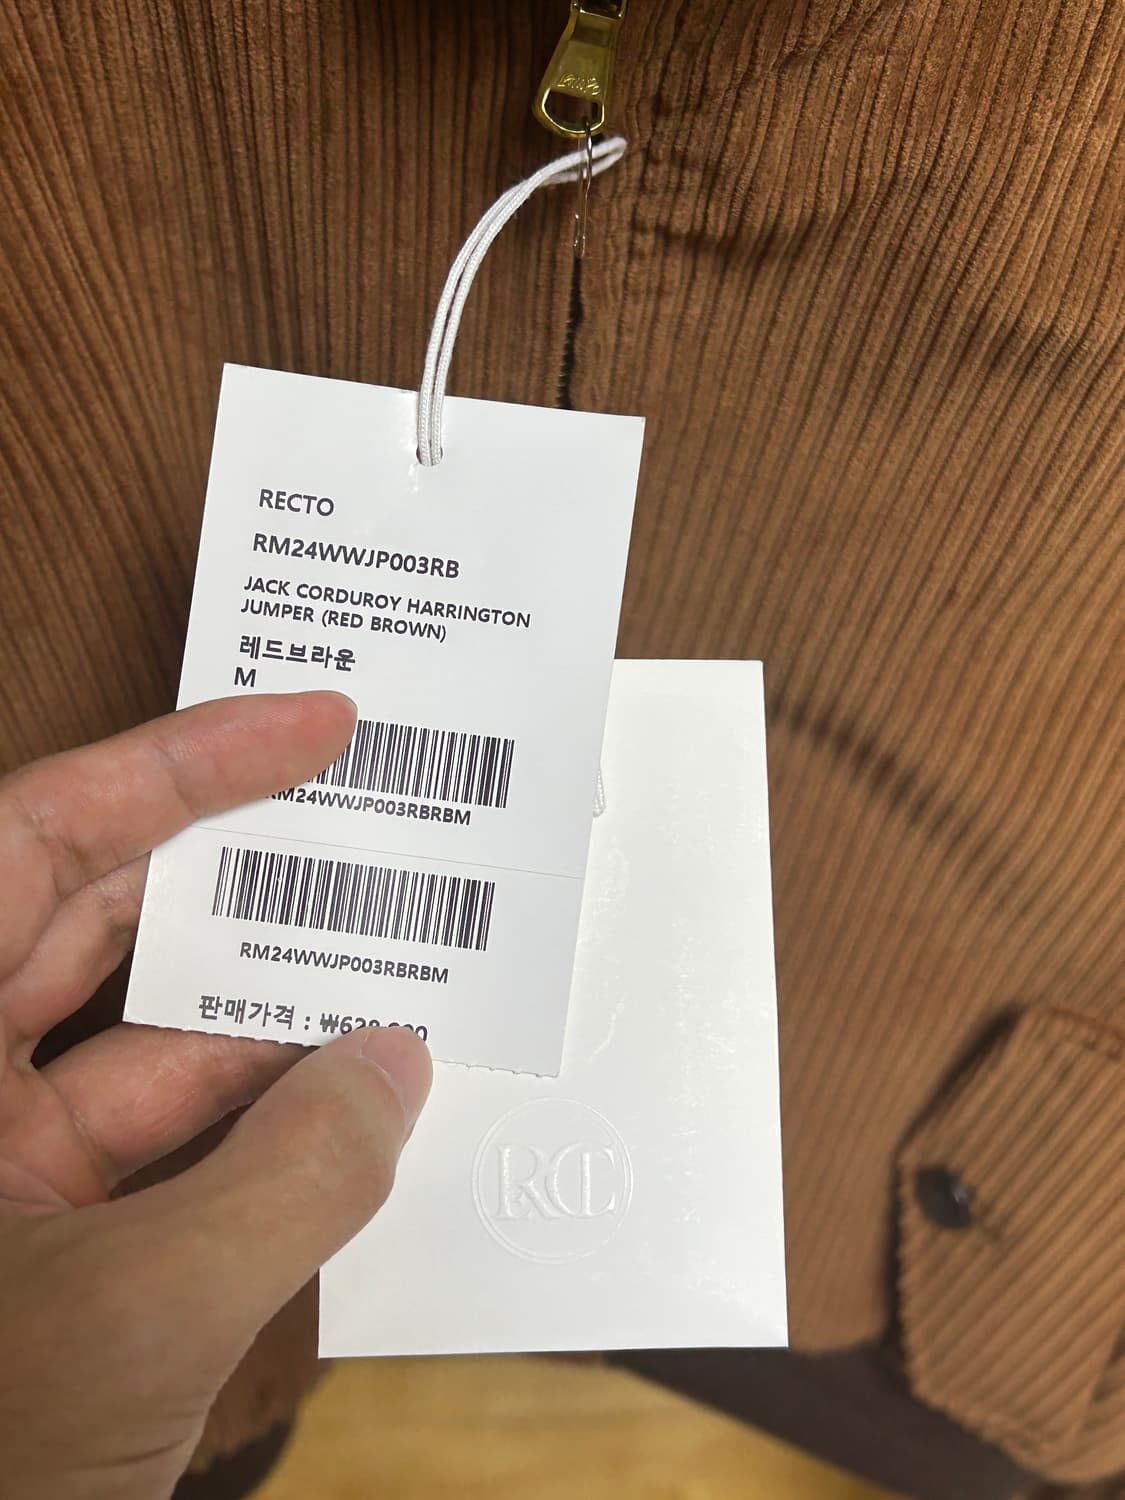 RECTO
RM24WWJP003RB
JACK CORDUROY HARRINGTON
JUMPER (RED BROWN)
레드브라운
M
RM24WWJP003RBRBM
RM24WWJP003RBRBM
판매가격 :
RCT